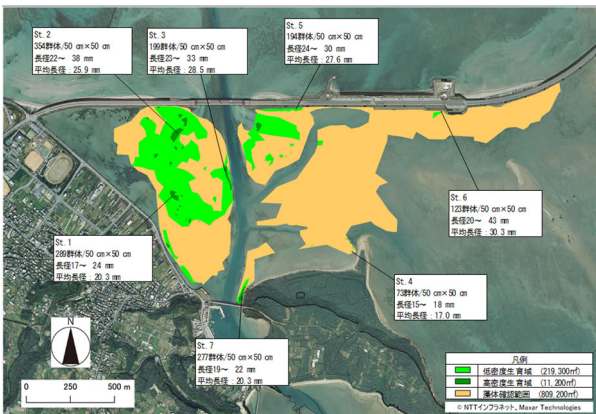 St. 2
354群体/50 cm×50 cm
長径22～ 38 mm
平均長径：25.9 mm
St. 3
199群体/50 cm×50 cm
長径23～ 33 mm
平均長径：28.5 mm
St. 5
194群体/50 cm×50 cm
長径24～ 30 mm
平均長径：27.6 mm
St. 6
123群体/50 cm×50 cm
長径20～ 43 mm
平均長径：30.3 mm
St. 1
289群体/50 cm×50 cm
長径17～ 24 mm
平均長径：20.3 mm
St. 4
73群体/50 cm×50 cm
長径15～ 18 mm
平均長径：17.0 mm
St. 7
277群体/50 cm×50 cm
長径19～ 22 mm
平均長径：20.3 mm
N
0 250 500 m
凡例
低密度生育域 (219,300㎡)
高密度生育域 (11,200㎡)
藻体確認範囲 (809,200㎡)
© NTTインフラネット, Maxar Technologies